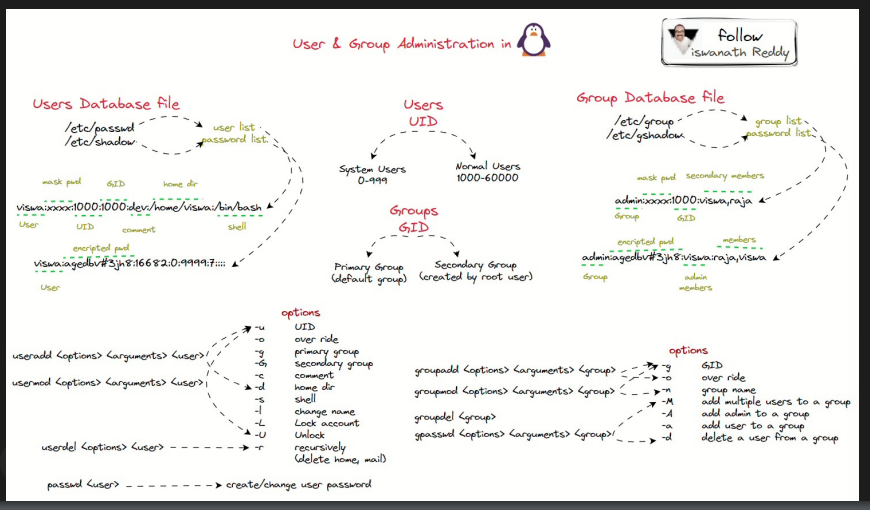 User & Group Administration in
follow
iswanath Reddy
Users Database file
/etc/passwd
/etc/shadow
user list
password list
mask pwd
GID
home dir
viswa:xxxx:1000:1000:dev:/home/viswa:/bin/bash
User
UID
comment
shell
encripted pwd
viswa:agedbv#3jh8:16682:0:9999:7::::
User
Users
UID
System Users
0-999
Normal Users
1000-60000
Groups
GID
Primary Group
(default group)
Secondary Group
(created by root user)
Group Database file
/etc/group
/etc/gshadow
group list
password list
mask pwd
secondary members
admin:xxxx:1000:viswa,raja
Group
GID
encripted pwd
members
admin:agedbv#3jh8:viswa:raja,viswa
Group
admin
members
useradd <options> <arguments> <user>
usermod <options> <arguments> <user>
userdel <options> <user>
passwd <user>
create/change user password
options
-u UID
-o over ride
-g primary group
-G secondary group
-c comment
-d home dir
-s shell
-l change name
-L Lock account
-U Unlock
-r recursively
(delete home, mail)
groupadd <options> <arguments> <group>
groupmod <options> <arguments> <group>
groupdel <group>
gpasswd <options> <arguments> <group>
options
-g GID
-o over ride
-n group name
-M add multiple users to a group
-A add admin to a group
-a add user to a group
-d delete a user from a group